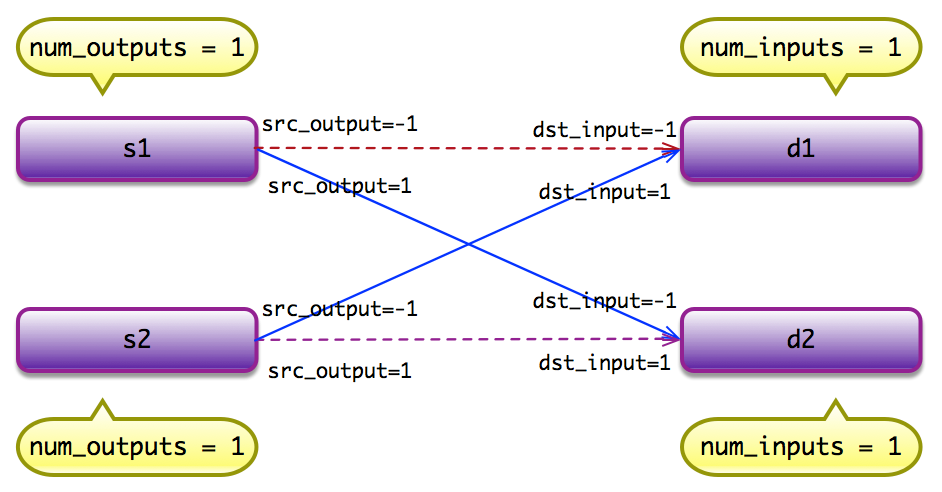 num_outputs = 1
num_inputs = 1
src_output=-1
dst_input=-1
s1
d1
src_output=1
dst_input=1
src_output=-1
dst_input=-1
s2
d2
src_output=1
dst_input=1
num_outputs = 1
num_inputs = 1